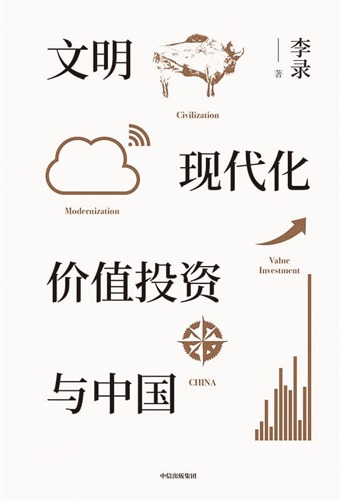 文明
李录
著
Civilization
现代化
Modernization
Value
Investment
价值投资
CHINA
与中国
中信出版集团